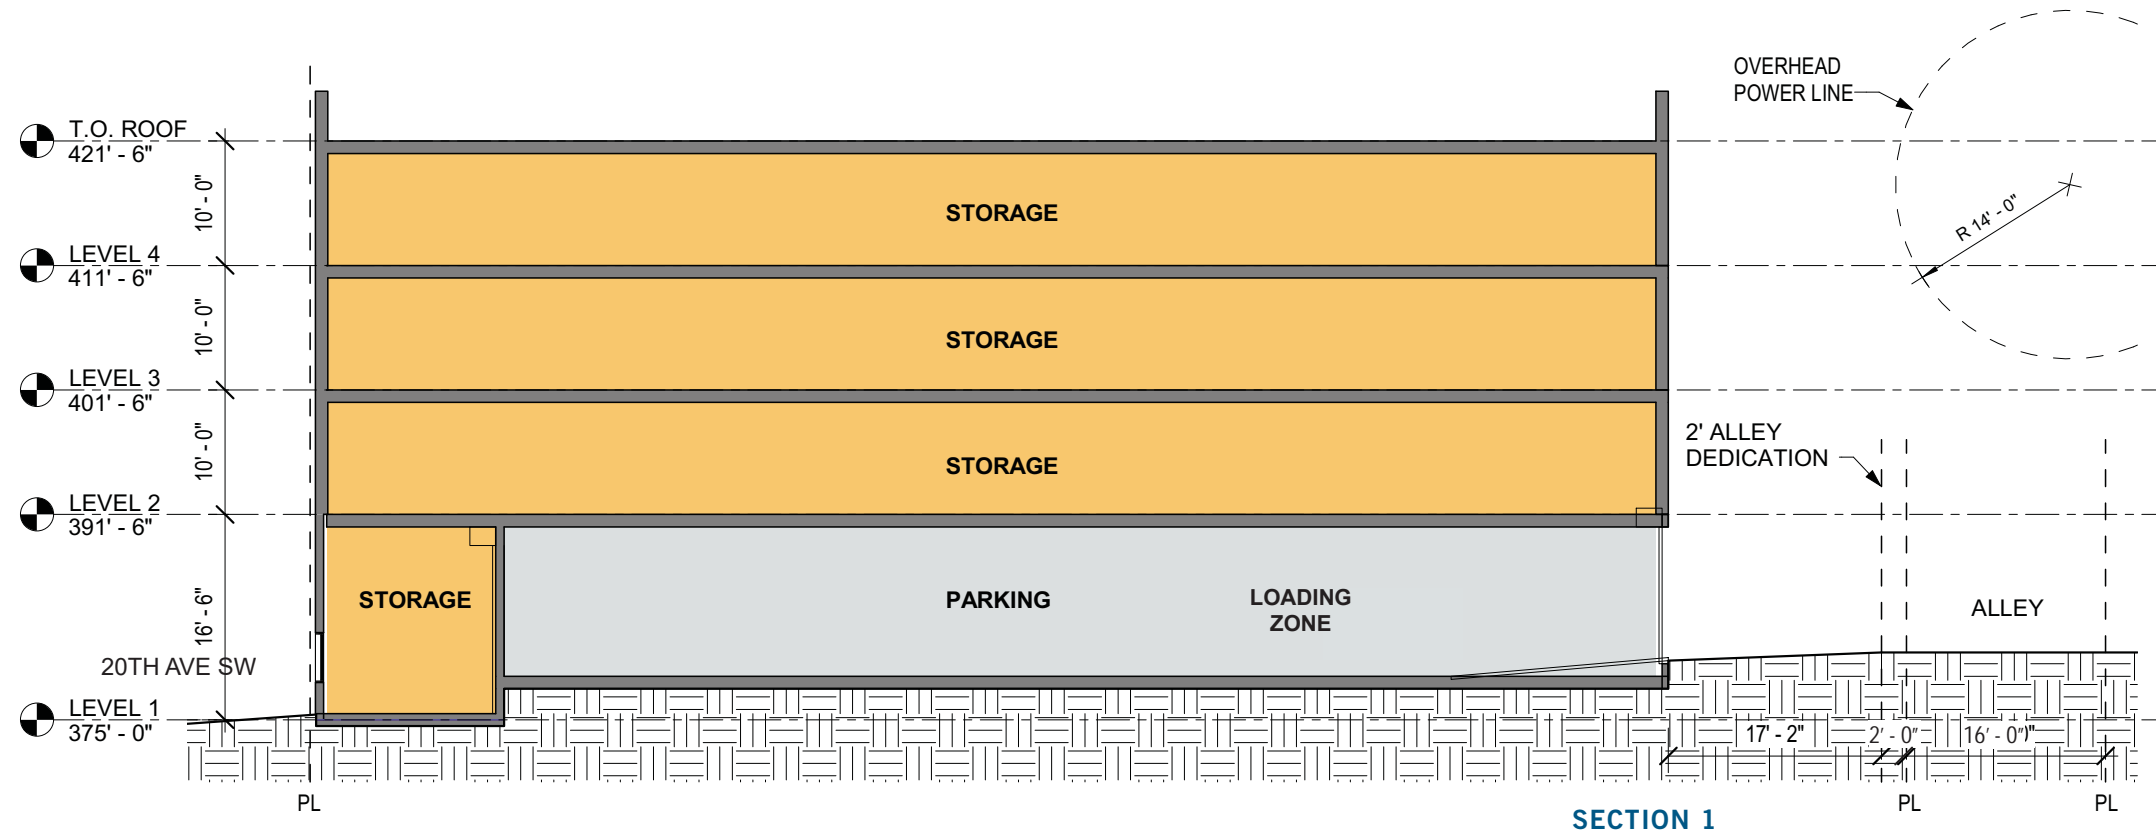 OVERHEAD
POWER LINE
T.O. ROOF
421' - 6"
10' - 0"
STORAGE
R 14' - 0"
LEVEL 4
411' - 6"
10' - 0"
STORAGE
LEVEL 3
401' - 6"
10' - 0"
STORAGE
2' ALLEY
DEDICATION
LEVEL 2
391' - 6"
16' - 6"
STORAGE
PARKING
LOADING
ZONE
ALLEY
20TH AVE SW
LEVEL 1
375' - 0"
17' - 2"
2' - 0"
16' - 0"
PL
PL
PL
SECTION 1